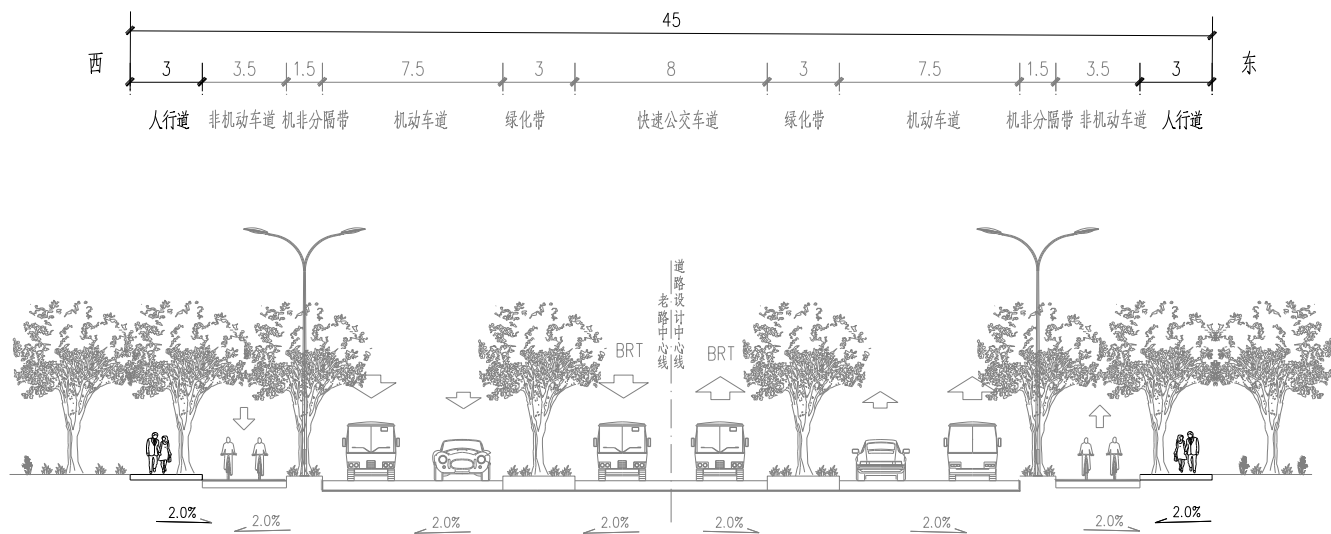 45
西
东
3 3.5 1.5 7.5 3 8 3 7.5 1.5 3.5 3
人行道 非机动车道 机非分隔带 机动车道 绿化带 快速公交车道 绿化带 机动车道 机非分隔带 非机动车道 人行道
老路中心线
道路设计中心线
BRT
BRT
2.0% 2.0% 2.0% 2.0% 2.0% 2.0% 2.0% 2.0%